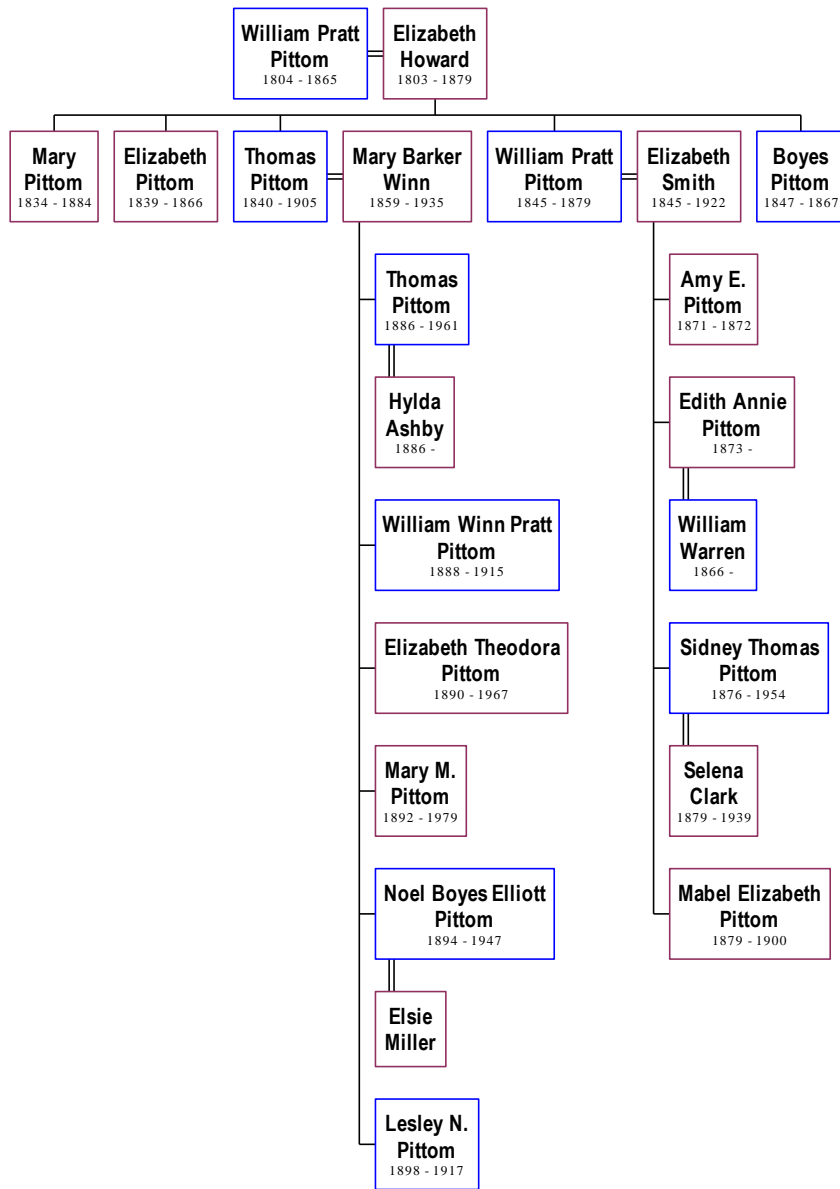 William Pratt
Pittom
1804 - 1865
Elizabeth
Howard
1803 - 1879
Mary
Pittom
1834 - 1884
Elizabeth
Pittom
1839 - 1866
Thomas
Pittom
1840 - 1905
Mary Barker
Winn
1859 - 1935
William Pratt
Pittom
1845 - 1879
Elizabeth
Smith
1845 - 1922
Boyes
Pittom
1847 - 1867
Thomas
Pittom
1886 - 1961
Hylda
Ashby
1886 -
William Winn Pratt
Pittom
1888 - 1915
Elizabeth Theodora
Pittom
1890 - 1967
Mary M.
Pittom
1892 - 1979
Noel Boyes Elliott
Pittom
1894 - 1947
Elsie
Miller
Lesley N.
Pittom
1898 - 1917
Amy E.
Pittom
1871 - 1872
Edith Annie
Pittom
1873 -
William
Warren
1866 -
Sidney Thomas
Pittom
1876 - 1954
Selena
Clark
1879 - 1939
Mabel Elizabeth
Pittom
1879 - 1900